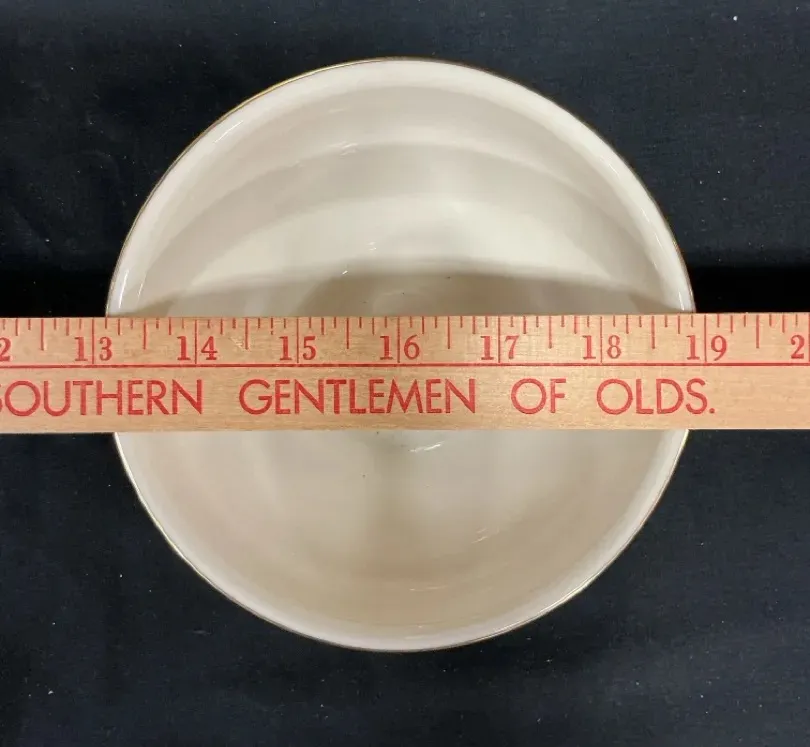 2 13 14 15 16 17 18 19 2
SOUTHERN GENTLEMEN OF OLDS.